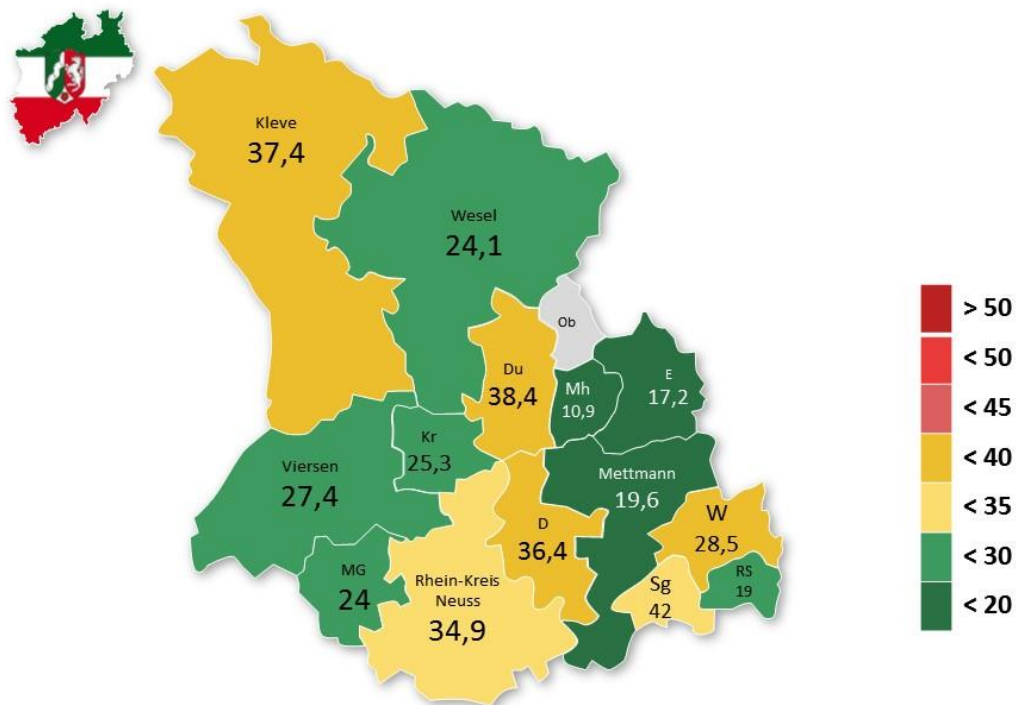 Kleve
37,4
Wesel
24,1
Ob
Du
38,4
Mh
10,9
E
17,2
Kr
25,3
Viersen
27,4
Mettmann
19,6
W
28,5
D
36,4
MG
24
Rhein-Kreis
Neuss
34,9
Sg
42
RS
19
> 50
< 50
< 45
< 40
< 35
< 30
< 20